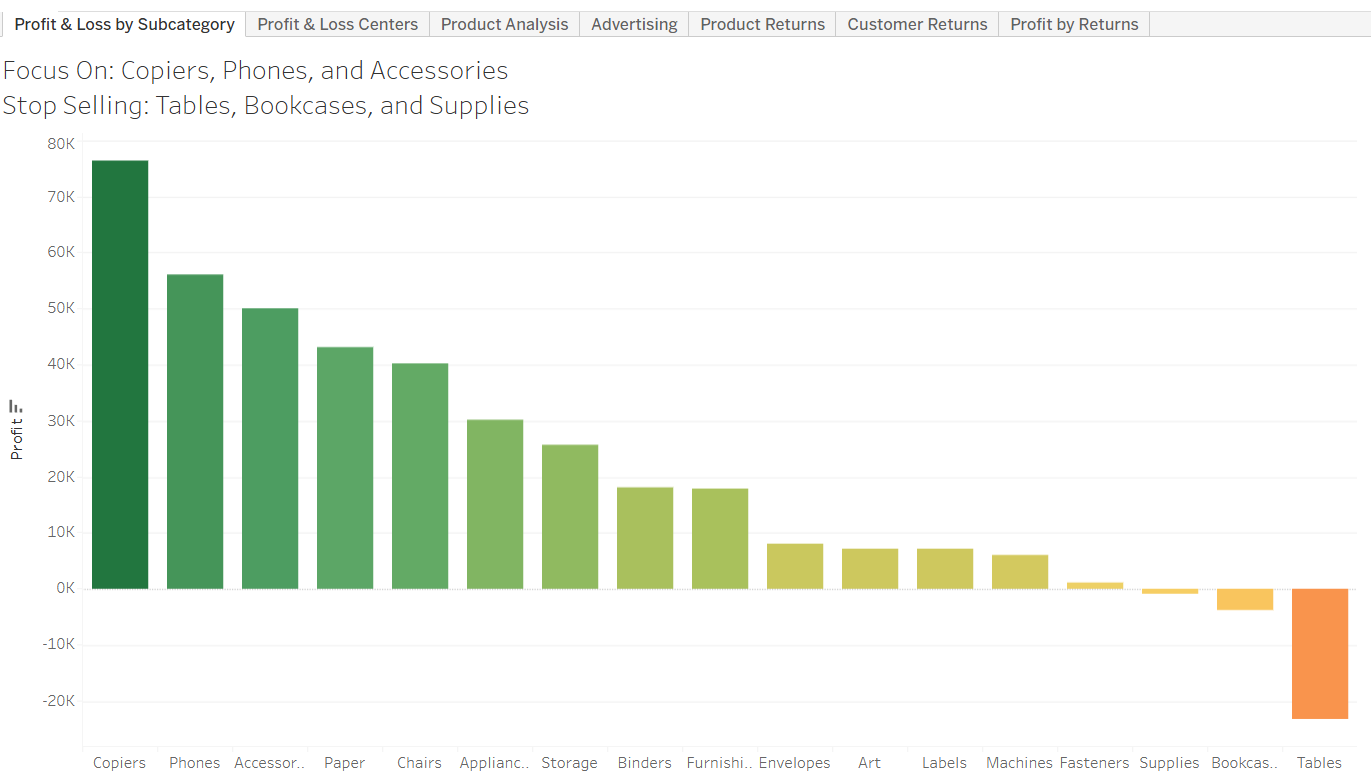 Profit & Loss by Subcategory Profit & Loss Centers Product Analysis Advertising Product Returns Customer Returns Profit by Returns
Focus On: Copiers, Phones, and Accessories
Stop Selling: Tables, Bookcases, and Supplies
80K
70K
60K
50K
40K
30K
20K
10K
0K
-10K
-20K
Profit
Copiers Phones Accessor.. Paper Chairs Applianc.. Storage Binders Furnishi.. Envelopes Art Labels Machines Fasteners Supplies Bookcas.. Tables